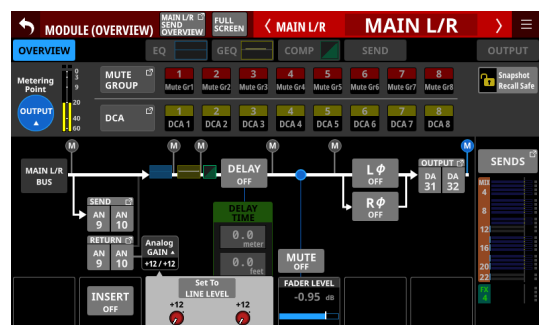 MODULE (OVERVIEW)
MAIN L/R
SEND
OVERVIEW
FULL
SCREEN
MAIN L/R
MAIN L/R
OVERVIEW
EQ
GEQ
COMP
SEND
OUTPUT
Metering
Point
0
3
9
20
40
60
OUTPUT
MUTE
GROUP
1
Mute Gr1
2
Mute Gr2
3
Mute Gr3
4
Mute Gr4
5
Mute Gr5
6
Mute Gr6
7
Mute Gr7
8
Mute Gr8
Snapshot
Recall Safe
DCA
1
DCA 1
2
DCA 2
3
DCA 3
4
DCA 4
5
DCA 5
6
DCA 6
7
DCA 7
8
DCA 8
M
M
M
M
M
M
MAIN L/R
BUS
DELAY
OFF
L Φ
OFF
R Φ
OFF
OUTPUT
DA
31
DA
32
SENDS
MIX
4
8
12
16
20
22
FX
4
SEND
AN
9
AN
10
RETURN
AN
9
AN
10
Analog
GAIN
+12 /+12
DELAY
TIME
0.0
meter
0.0
feet
INSERT
OFF
Set To
LINE LEVEL
+12
+12
MUTE
OFF
FADER LEVEL
-0.95 dB